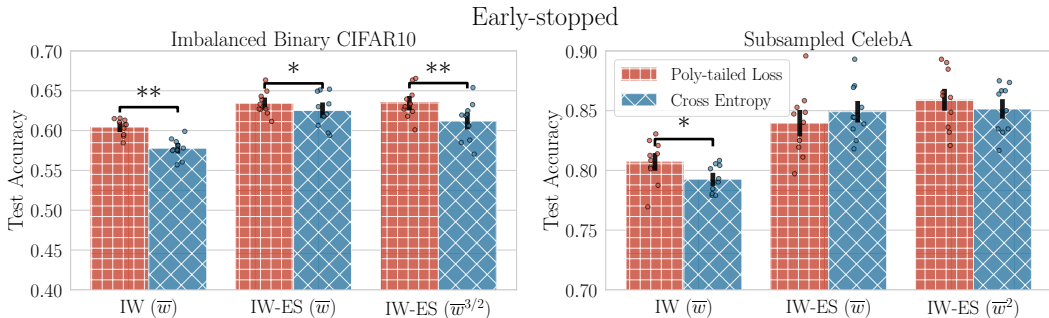 Early-stopped
Imbalanced Binary CIFAR10
Test Accuracy
0.70
0.65
0.60
0.55
0.50
0.45
0.40
**
*
**
IW (w̅)
IW-ES (w̅)
IW-ES (w̅³ᐟ²)
Subsampled CelebA
Test Accuracy
0.90
0.85
0.80
0.75
0.70
Poly-tailed Loss
Cross Entropy
*
IW (w̅)
IW-ES (w̅)
IW-ES (w̅²)